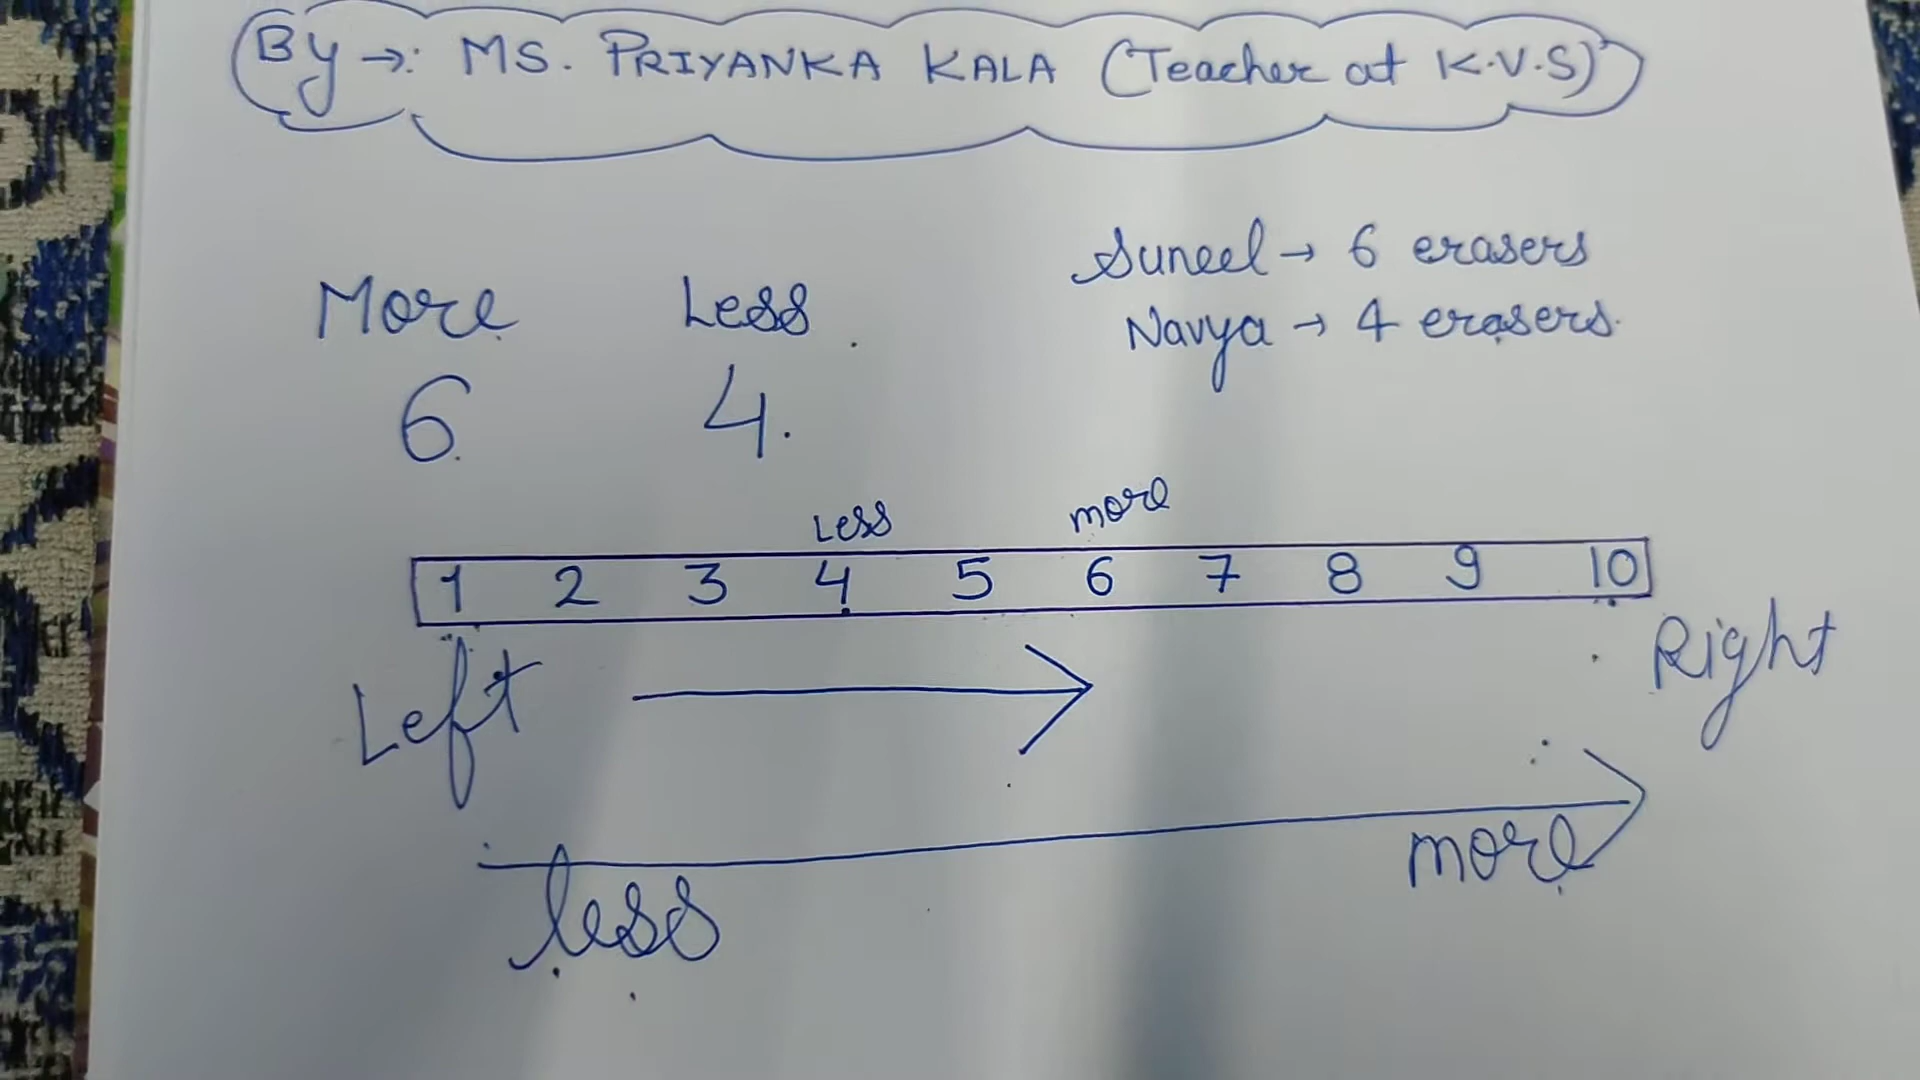 By →: MS. PRIYANKA KALA (Teacher at K.V.S)
Suneel → 6 erasers
Navya → 4 erasers.
More Less
6 4.
Less more
1 2 3 4 5 6 7 8 9 10
Left → Right
less more